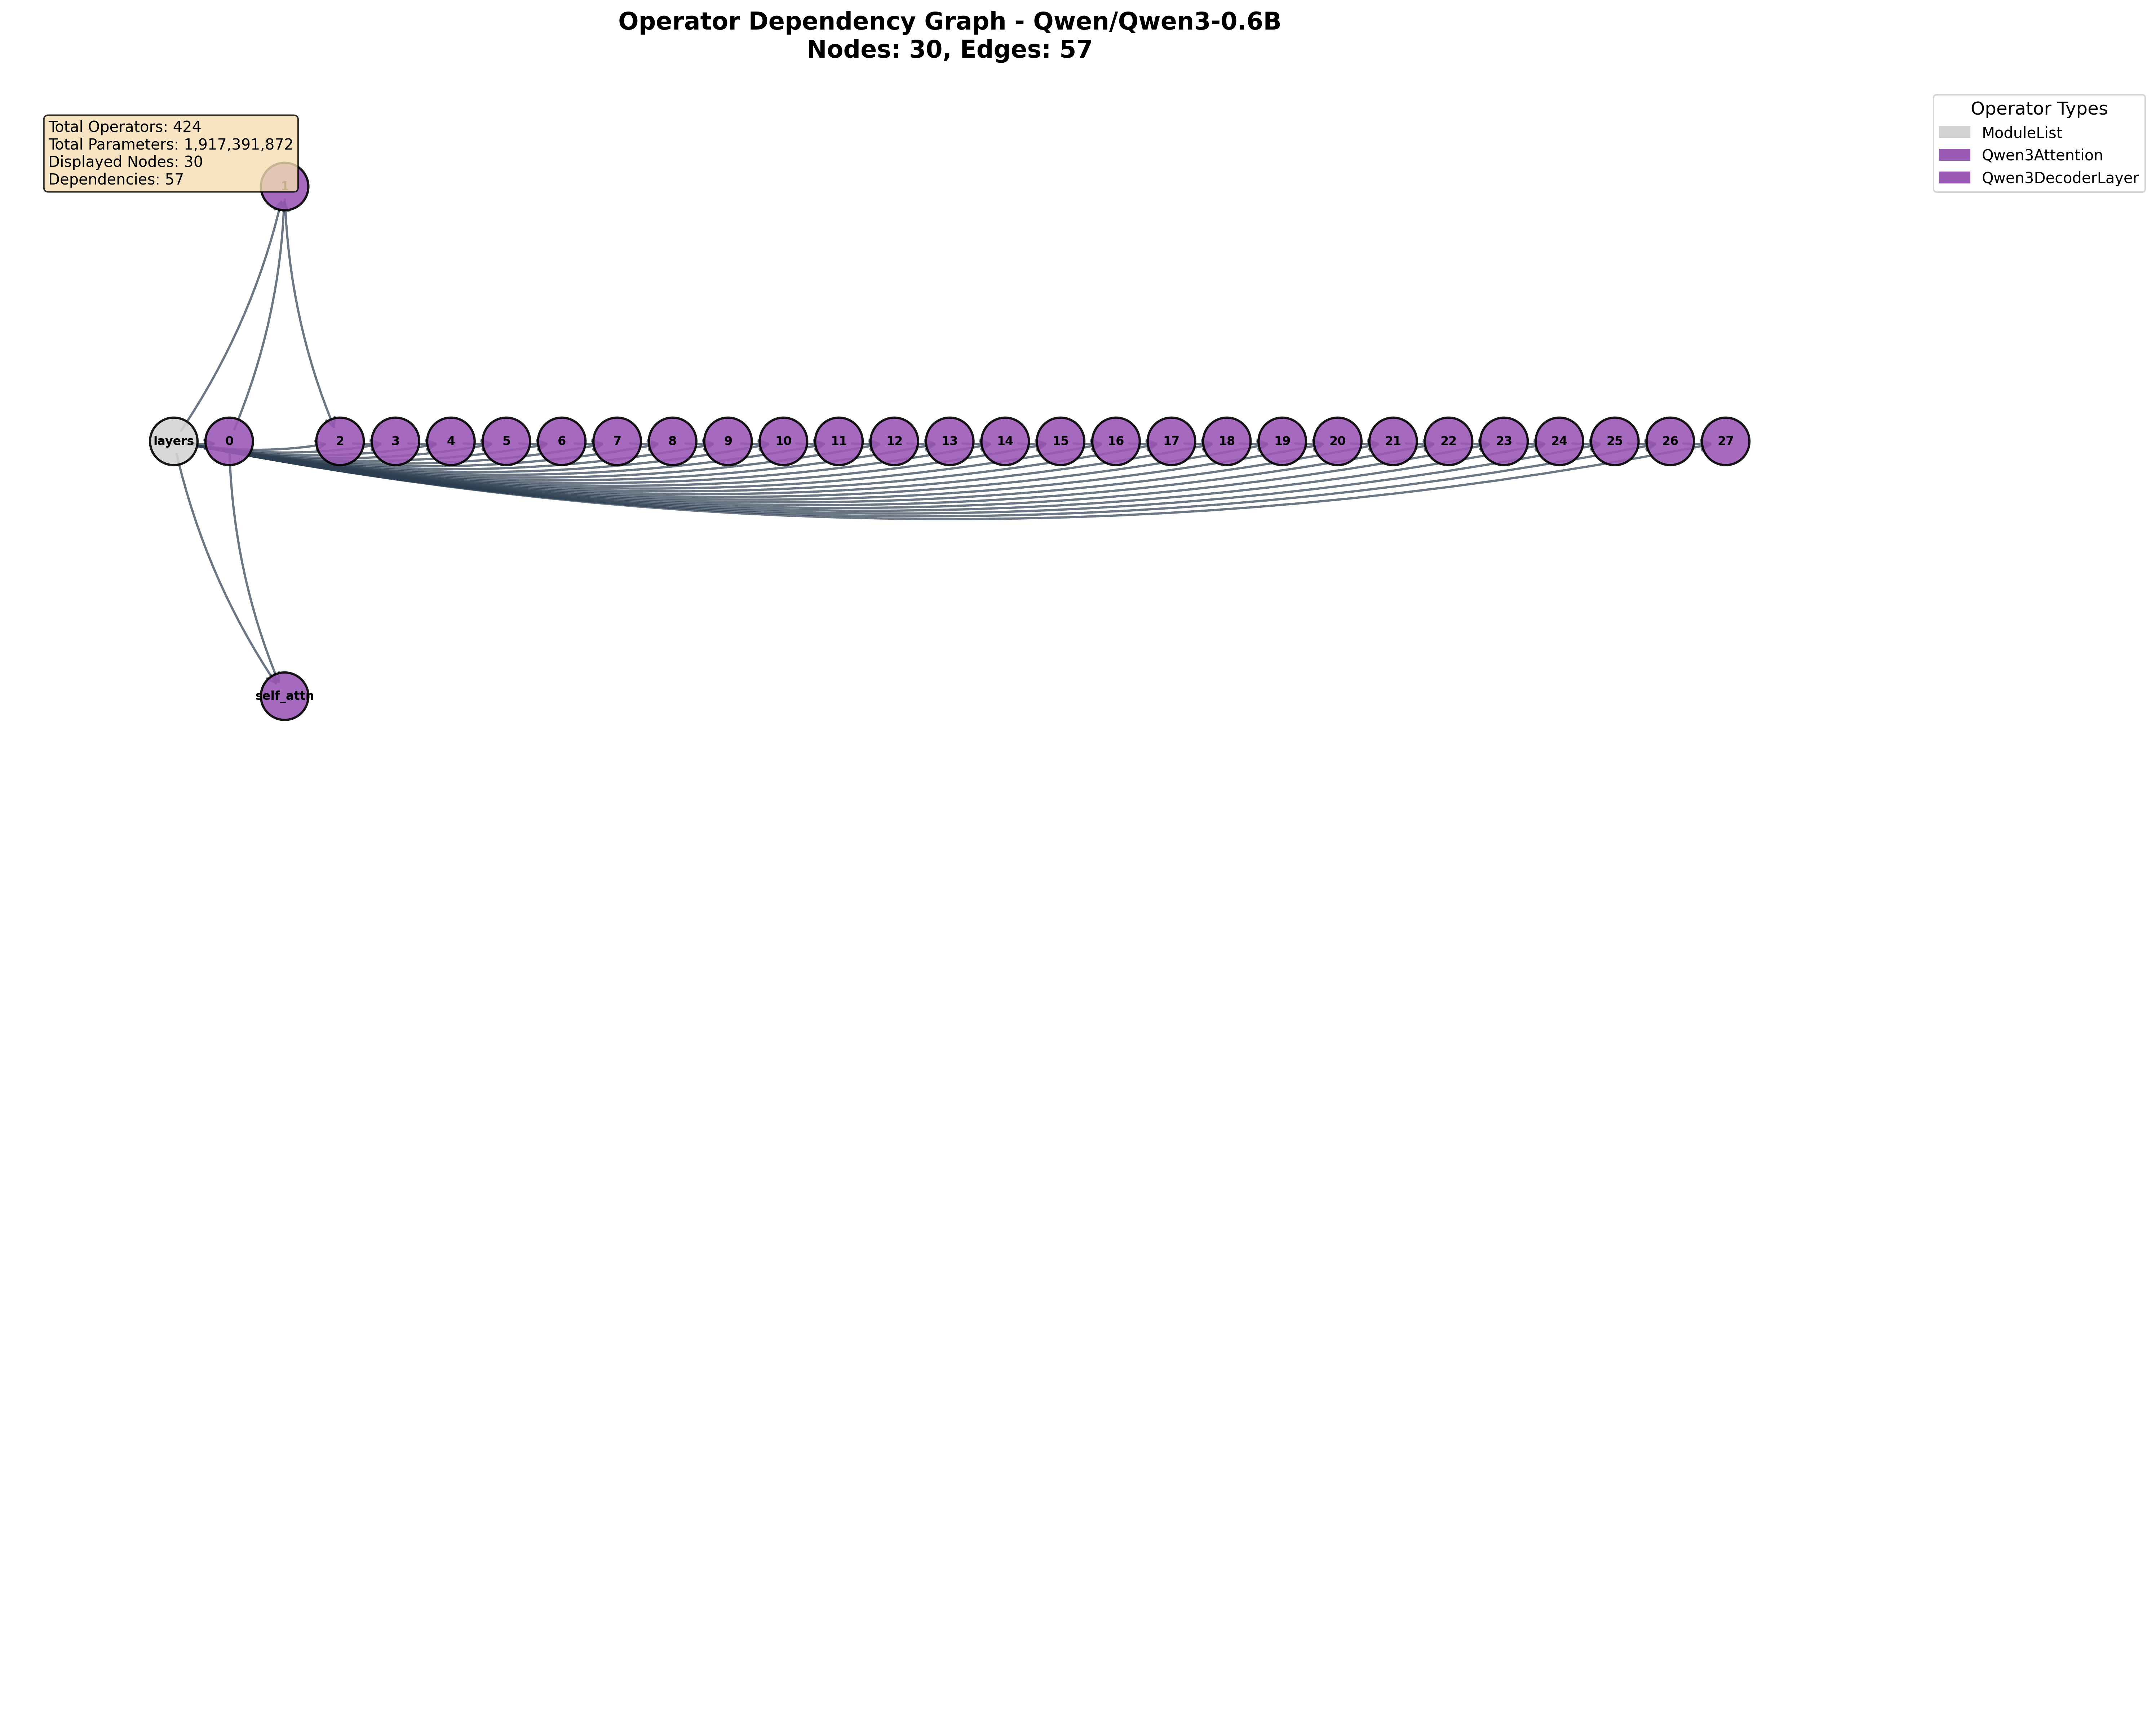 Operator Dependency Graph - Qwen/Qwen3-0.6B
Nodes: 30, Edges: 57
Total Operators: 424
Total Parameters: 1,917,391,872
Displayed Nodes: 30
Dependencies: 57
Operator Types
ModuleList
Qwen3Attention
Qwen3DecoderLayer
1
layers 0 2 3 4 5 6 7 8 9 10 11 12 13 14 15 16 17 18 19 20 21 22 23 24 25 26 27
self_attn